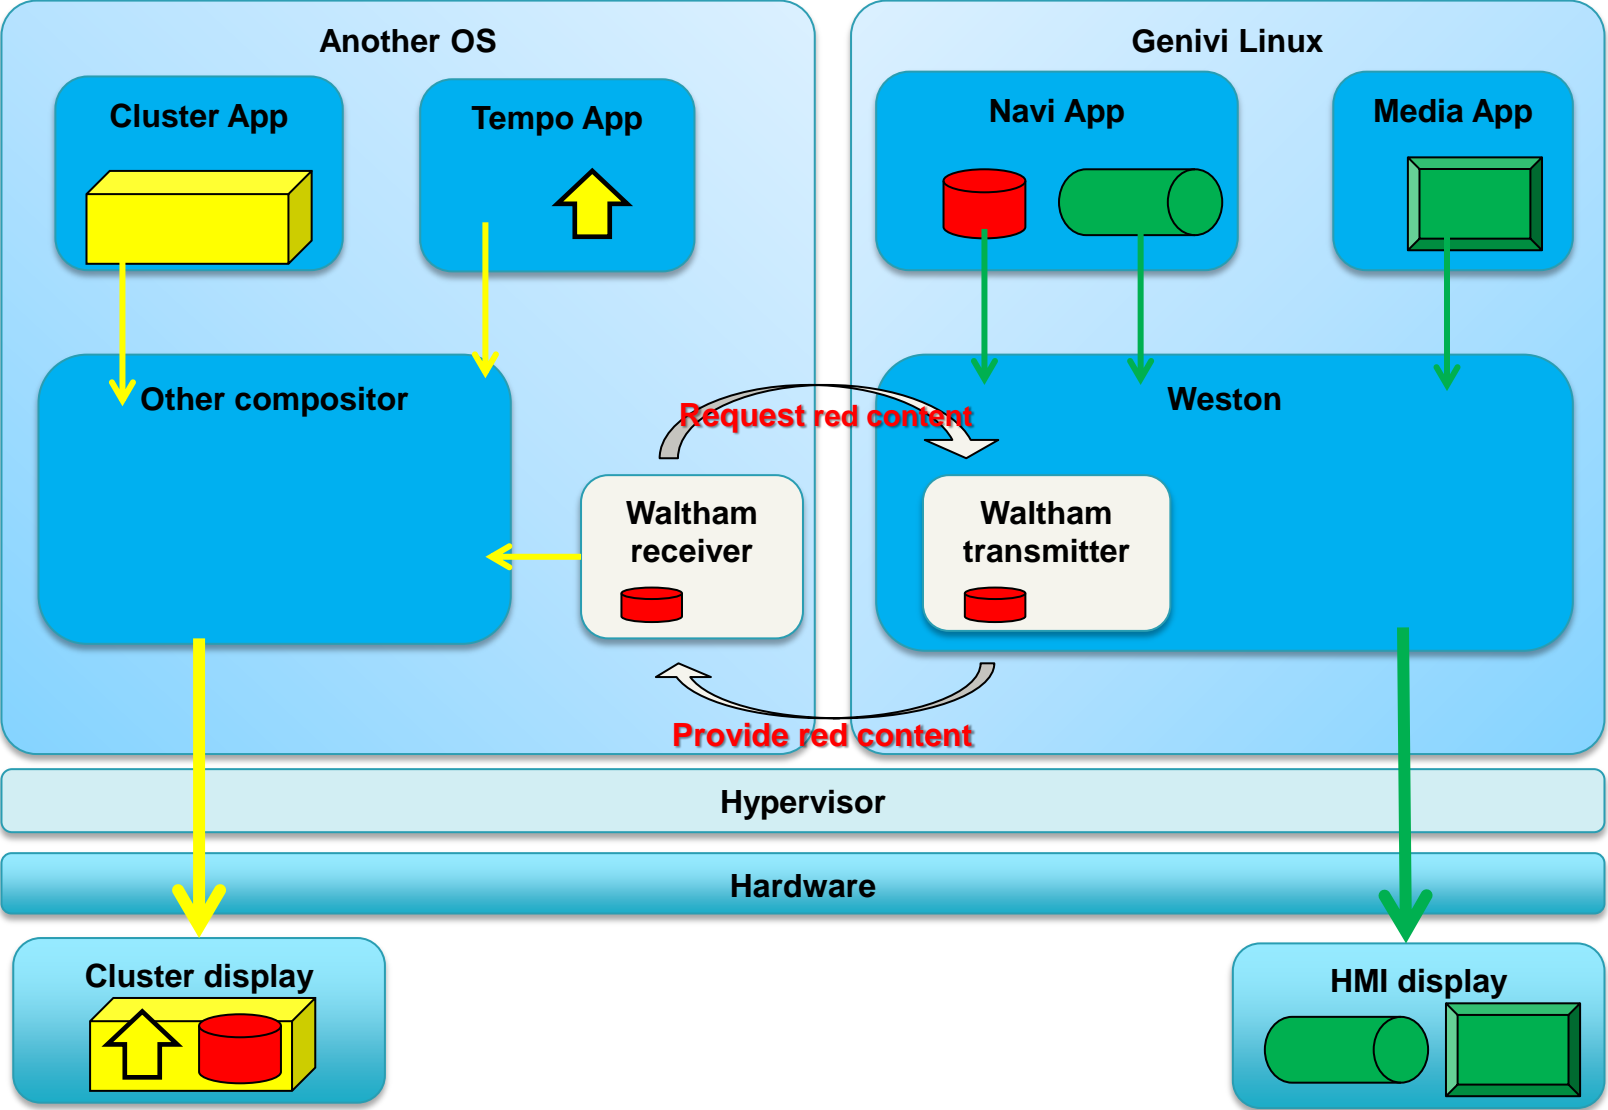 Another OS
Genivi Linux
Cluster App
Tempo App
Navi App
Media App
Other compositor
Request red content
Weston
Waltham
receiver
Waltham
transmitter
Provide red content
Hypervisor
Hardware
Cluster display
HMI display